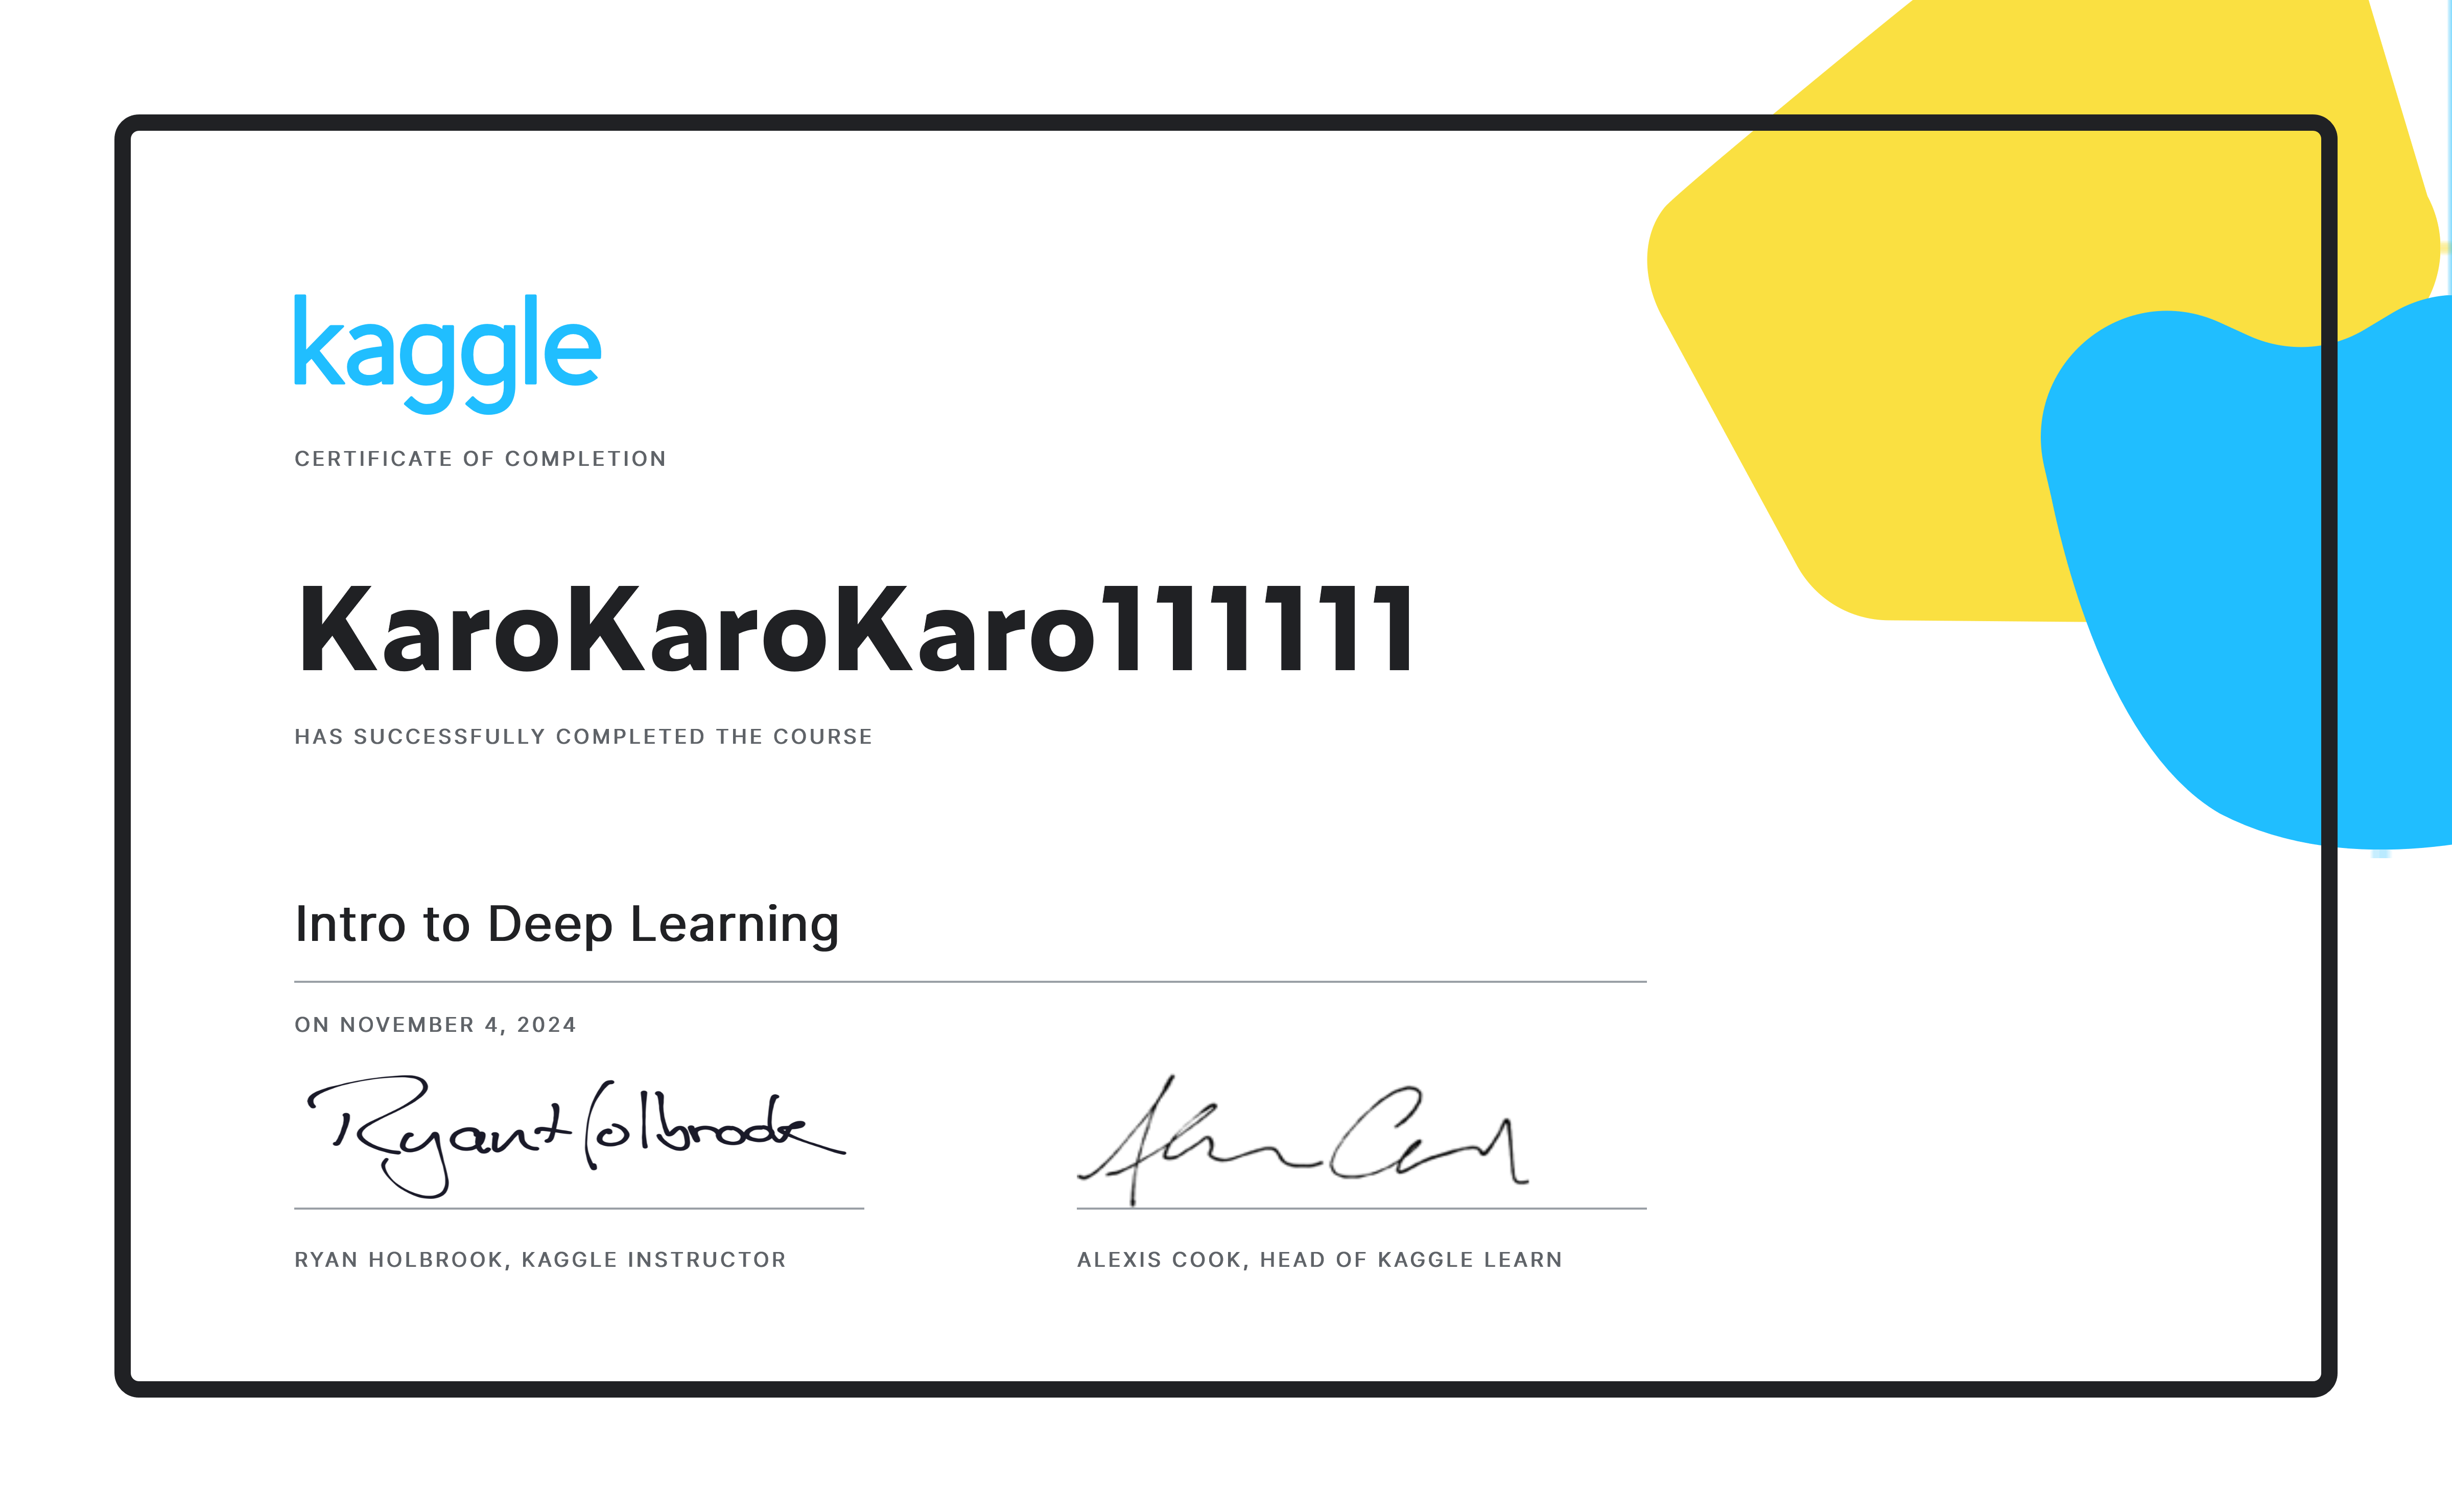 kaggle
CERTIFICATE OF COMPLETION
KaroKaroKaro111111
HAS SUCCESSFULLY COMPLETED THE COURSE
Intro to Deep Learning
ON NOVEMBER 4, 2024
Ryan Holbrook
Alexis Cook
RYAN HOLBROOK, KAGGLE INSTRUCTOR
ALEXIS COOK, HEAD OF KAGGLE LEARN